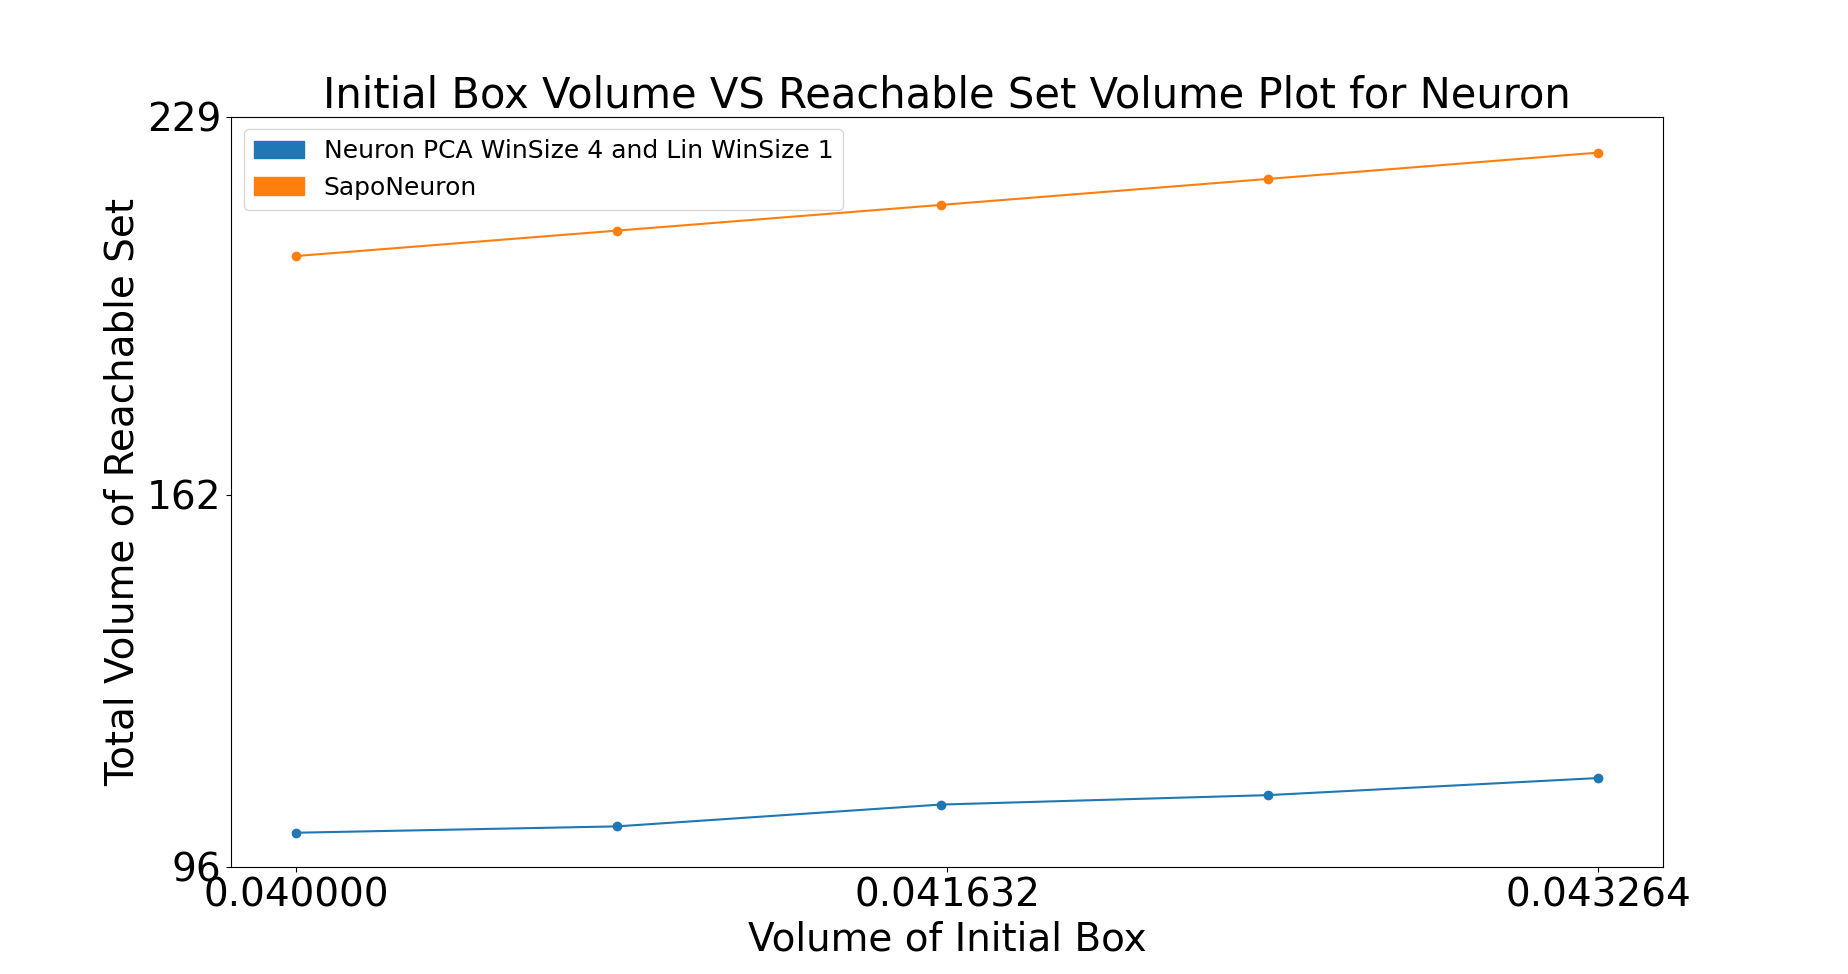 Initial Box Volume VS Reachable Set Volume Plot for Neuron
229
Neuron PCA WinSize 4 and Lin WinSize 1
SapoNeuron
Total Volume of Reachable Set
162
96
0.040000
0.041632
0.043264
Volume of Initial Box